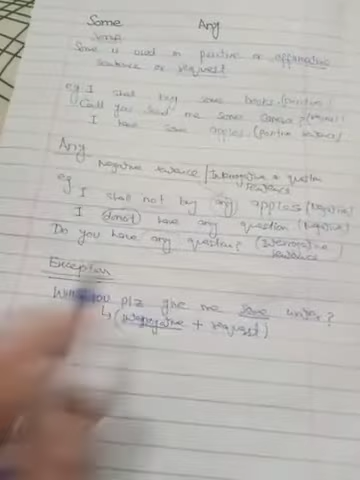 Some Any
Some
Some is used in positive or affirmative
sentence or request
eg I shall buy some books. (positive)
Could you lend me some
I have some apples. (positive sentence)
Any
Negative sentence | Interrogative or question
sentence
eg
I shall not buy any apples (Negative)
I donot have any question (Negative)
Do you have any question? (Interrogative
sentence
Exception
Will you plz give me some water?
↳ (Interrogative + request)